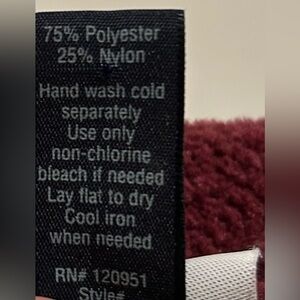 75% Polyester
25% Nylon
Hand wash cold
separately
Use only
non-chlorine
bleach if needed
Lay flat to dry
Cool iron
when needed
RN# 120951
Style#